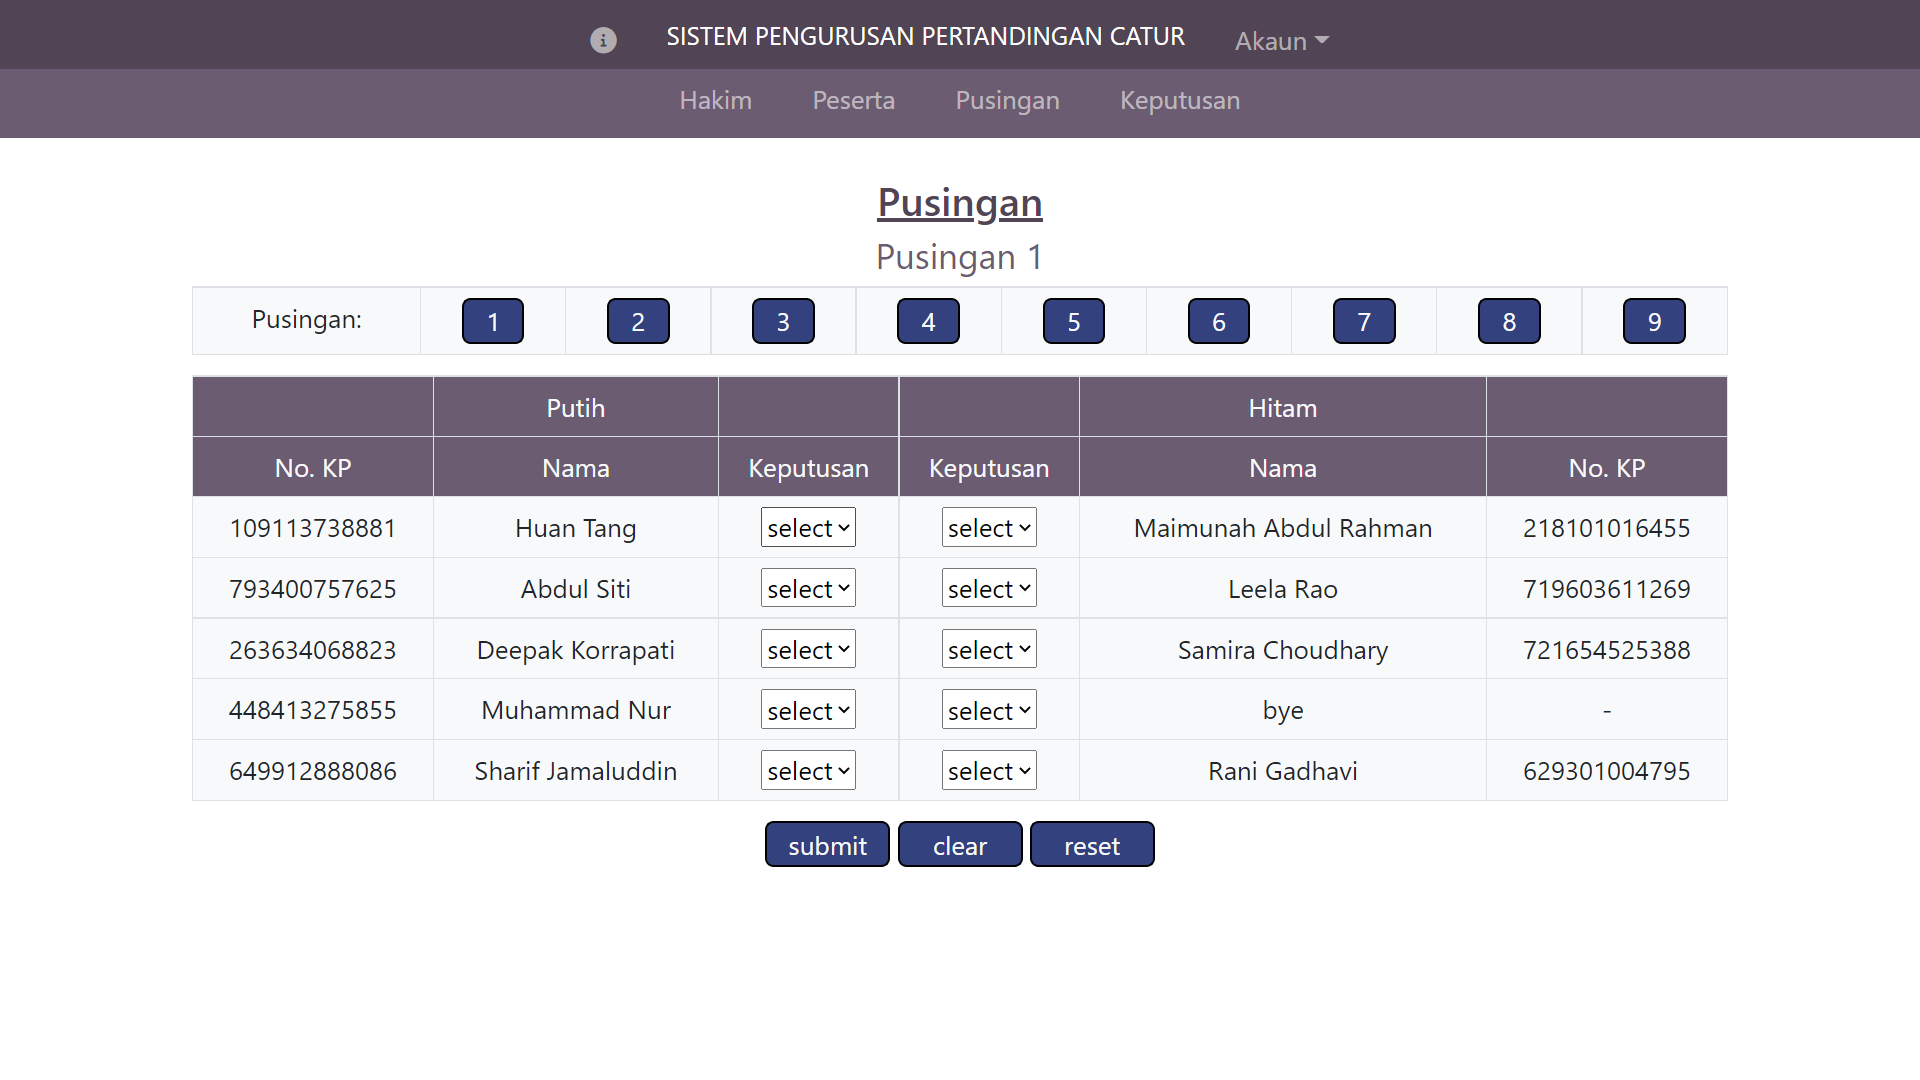 SISTEM PENGURUSAN PERTANDINGAN CATUR Akaun
Hakim Peserta Pusingan Keputusan
Pusingan
Pusingan 1
Pusingan: 1 2 3 4 5 6 7 8 9
Putih Hitam
No. KP Nama Keputusan Keputusan Nama No. KP
109113738881 Huan Tang select select Maimunah Abdul Rahman 218101016455
793400757625 Abdul Siti select select Leela Rao 719603611269
263634068823 Deepak Korrapati select select Samira Choudhary 721654525388
448413275855 Muhammad Nur select select bye -
649912888086 Sharif Jamaluddin select select Rani Gadhavi 629301004795
submit clear reset